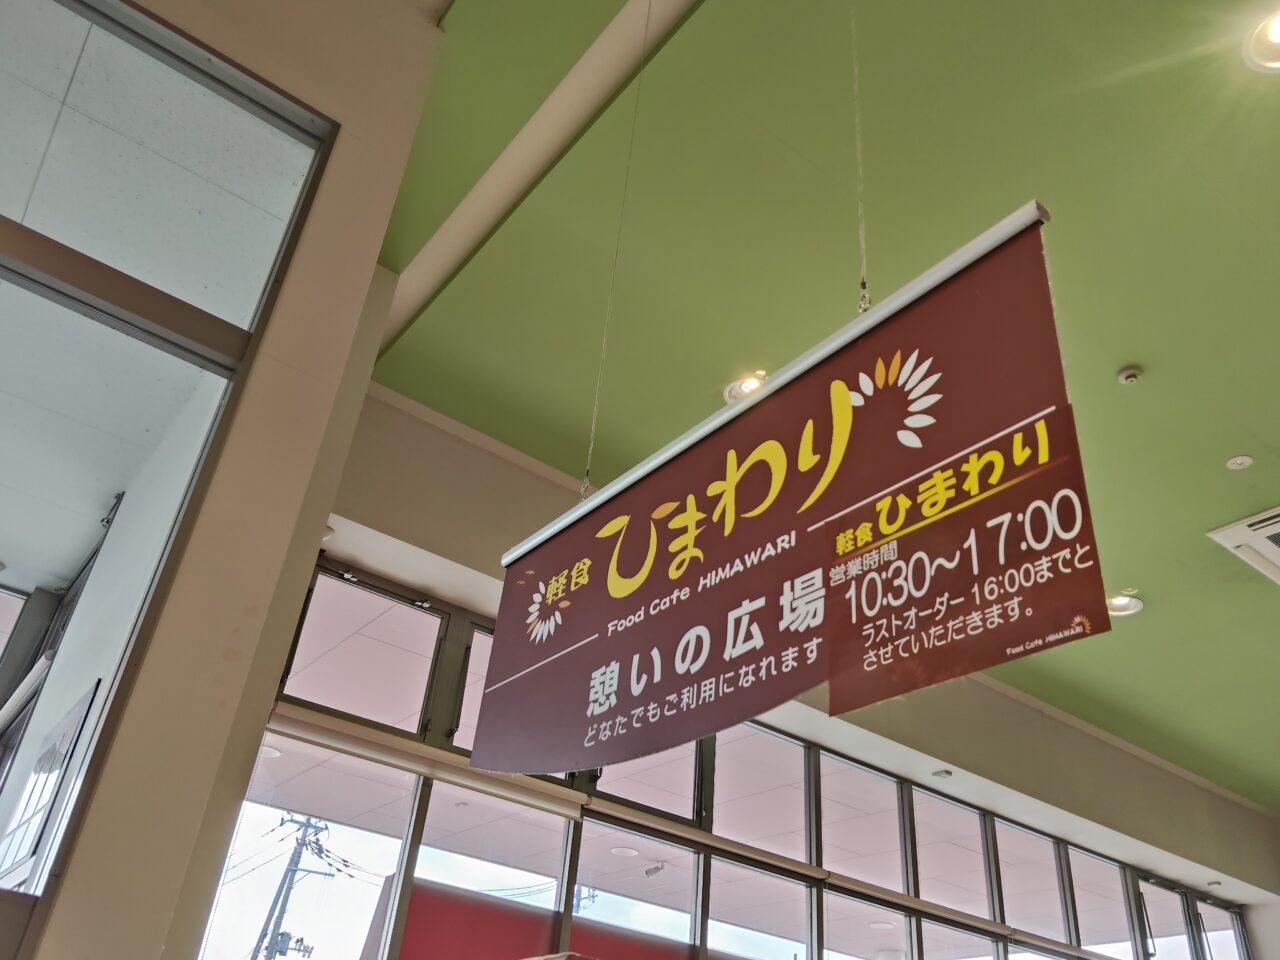 軽食 ひまわり
Food Cafe HIMAWARI
憩いの広場
どなたでもご利用になれます
軽食 ひまわり
営業時間
10:30～17:00
ラストオーダー 16:00までと
させていただきます。
Food Cafe HIMAWARI